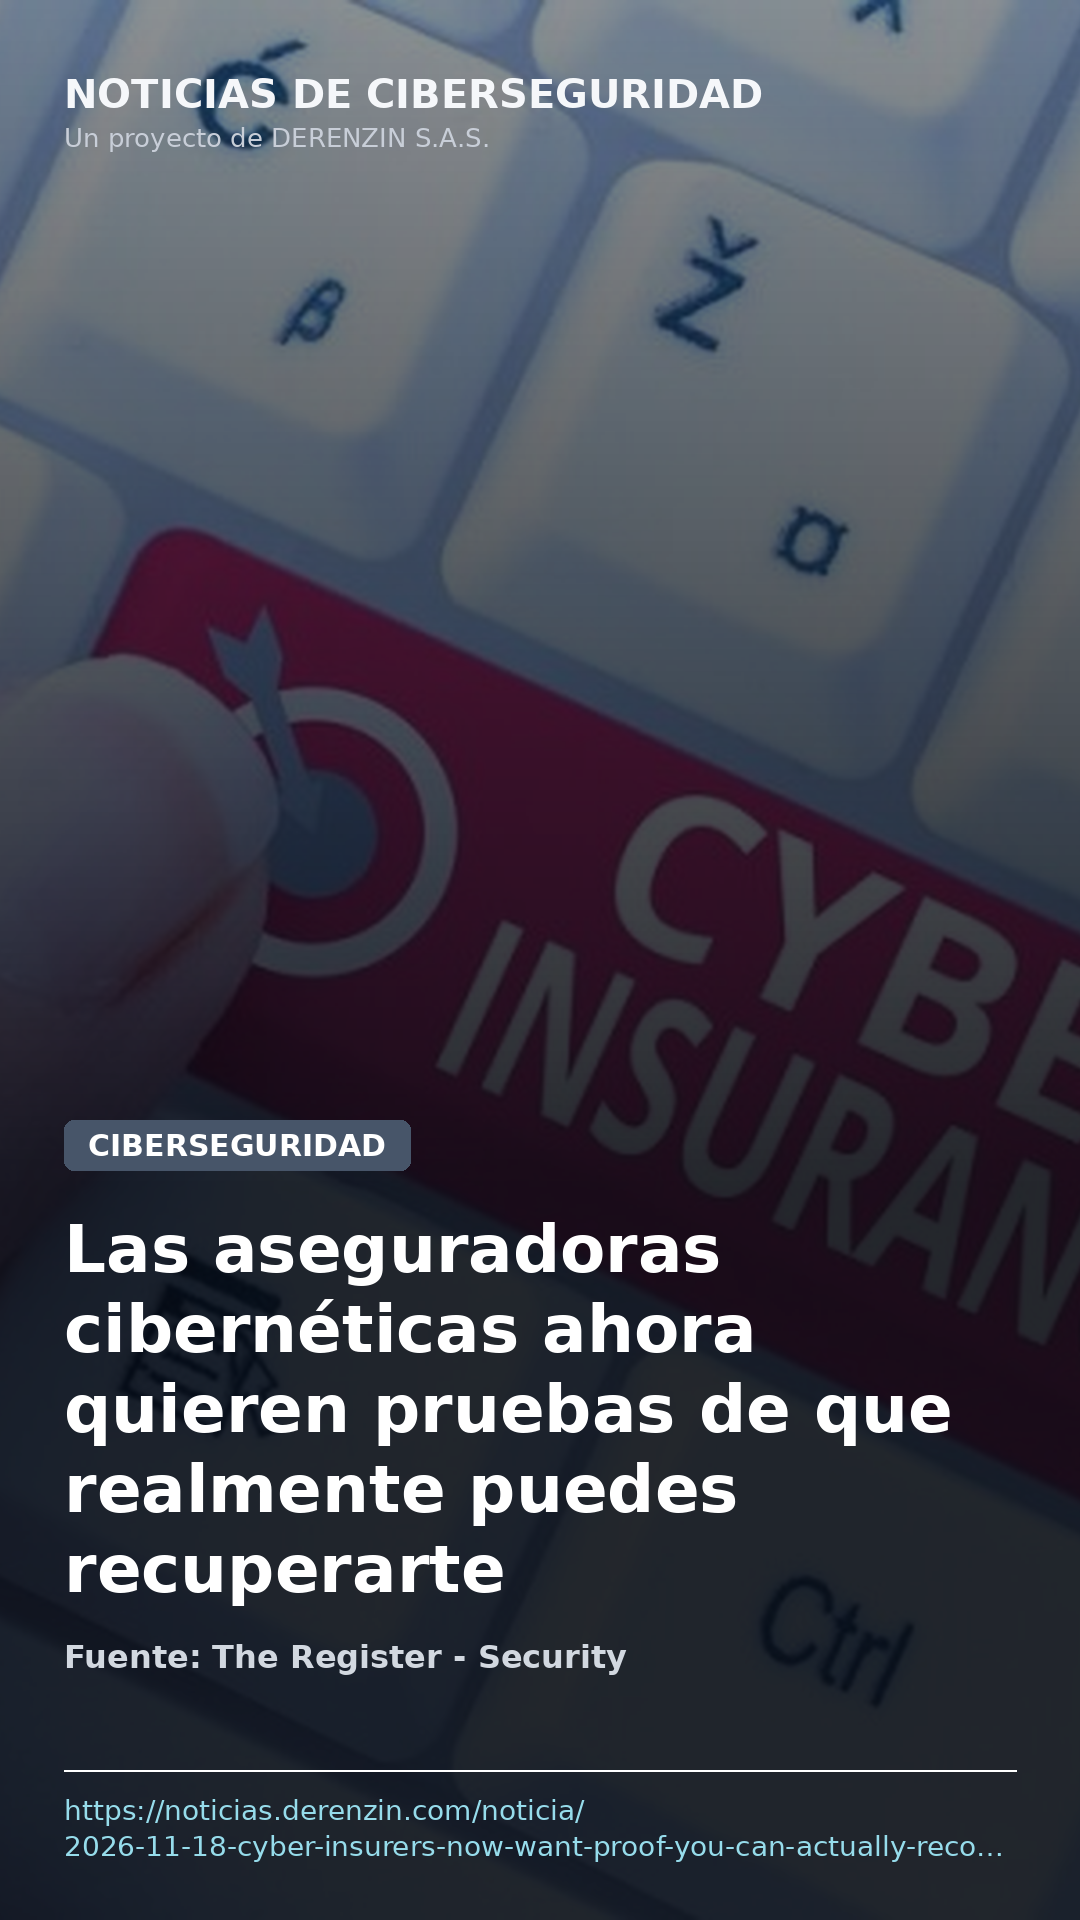 NOTICIAS DE CIBERSEGURIDAD
Un proyecto de DERENZIN S.A.S.
Ć
β
Ž
¤
CYBE
INSURAN
CIBERSEGURIDAD
Las aseguradoras
cibernéticas ahora
quieren pruebas de que
realmente puedes
recuperarte
Fuente: The Register - Security
Ctrl
https://noticias.derenzin.com/noticia/
2026-11-18-cyber-insurers-now-want-proof-you-can-actually-reco…